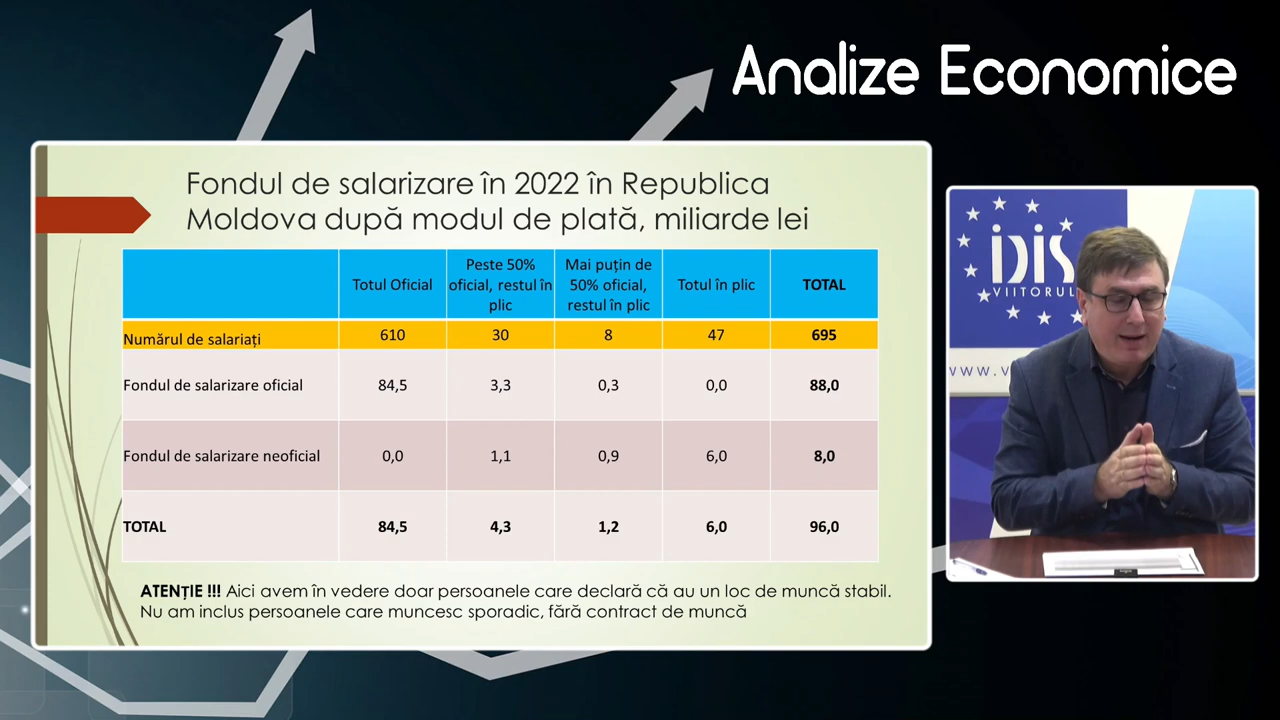 Analize Economice
Fondul de salarizare în 2022 în Republica
Moldova după modul de plată, miliarde lei
Totul Oficial
Peste 50%
oficial, restul în
plic
Mai puțin de
50% oficial,
restul în plic
Totul în plic
TOTAL
Numărul de salariați 610 30 8 47 695
Fondul de salarizare oficial 84,5 3,3 0,3 0,0 88,0
Fondul de salarizare neoficial 0,0 1,1 0,9 6,0 8,0
TOTAL 84,5 4,3 1,2 6,0 96,0
ATENȚIE !!! Aici avem în vedere doar persoanele care declară că au un loc de muncă stabil.
Nu am inclus persoanele care muncesc sporadic, fără contract de muncă
IDIS
VIITORUL
www.v